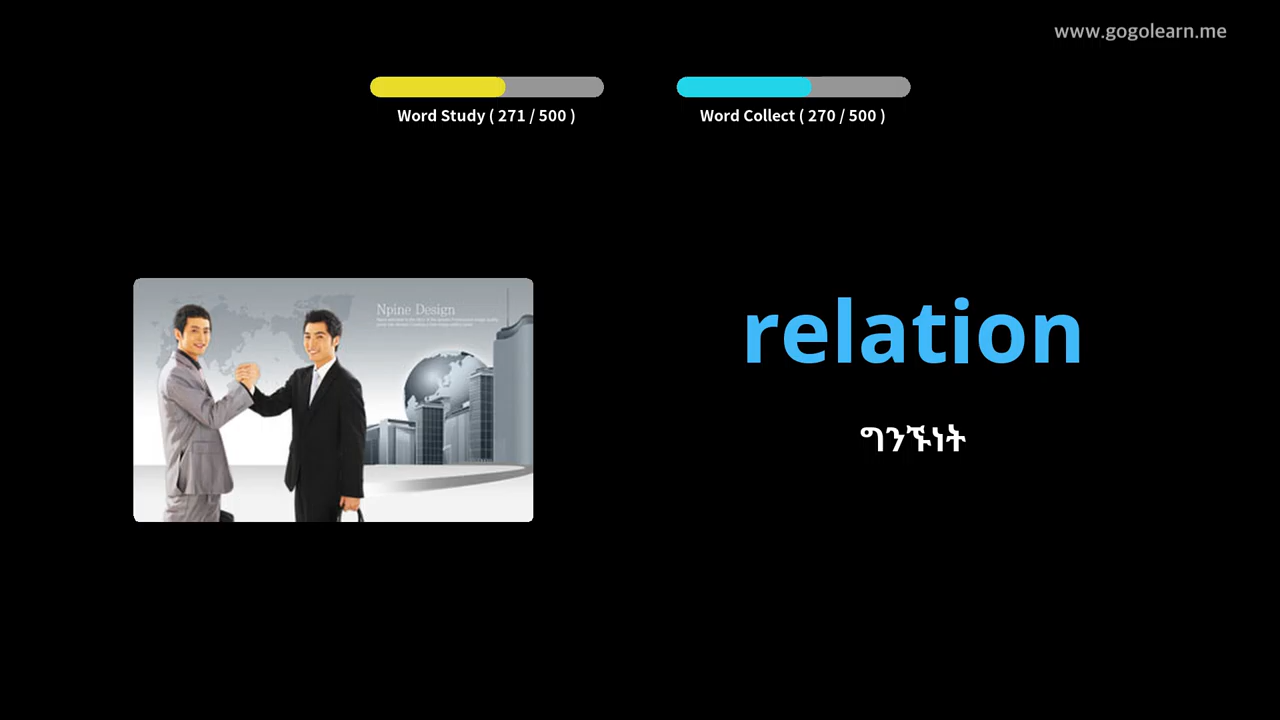 www.gogolearn.me
Word Study ( 271 / 500 )
Word Collect ( 270 / 500 )
Npine Design
relation
ግንኙነት